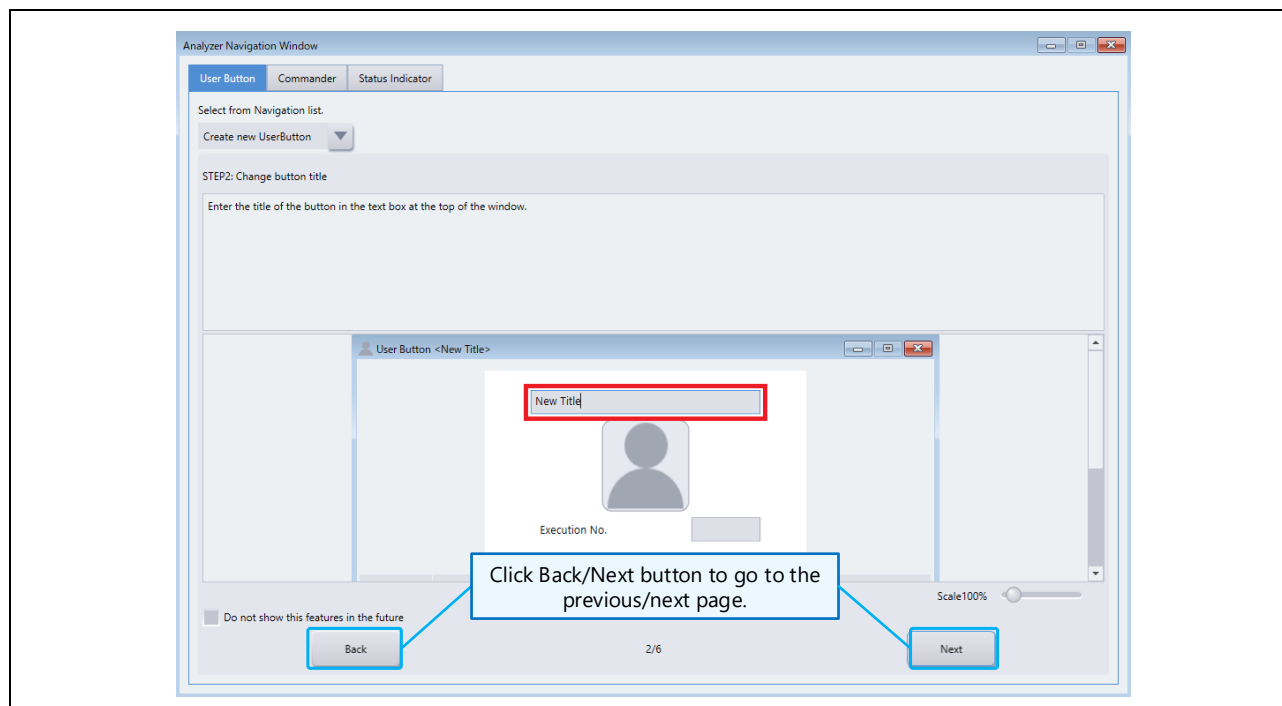 Analyzer Navigation Window
User Button Commander Status Indicator
Select from Navigation list.
Create new UserButton
STEP2: Change button title
Enter the title of the button in the text box at the top of the window.
User Button <New Title>
New Title
Execution No.
Click Back/Next button to go to the
previous/next page.
Scale100%
Do not show this features in the future
Back 2/6 Next